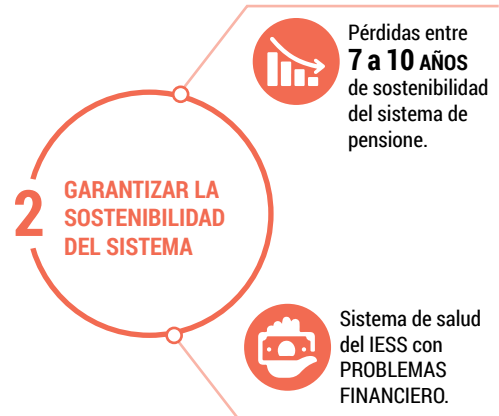 Pérdidas entre
7 a 10 AÑOS
de sostenibilidad
del sistema de
pensione.
2
GARANTIZAR LA
SOSTENIBILIDAD
DEL SISTEMA
Sistema de salud
del IESS con
PROBLEMAS
FINANCIERO.